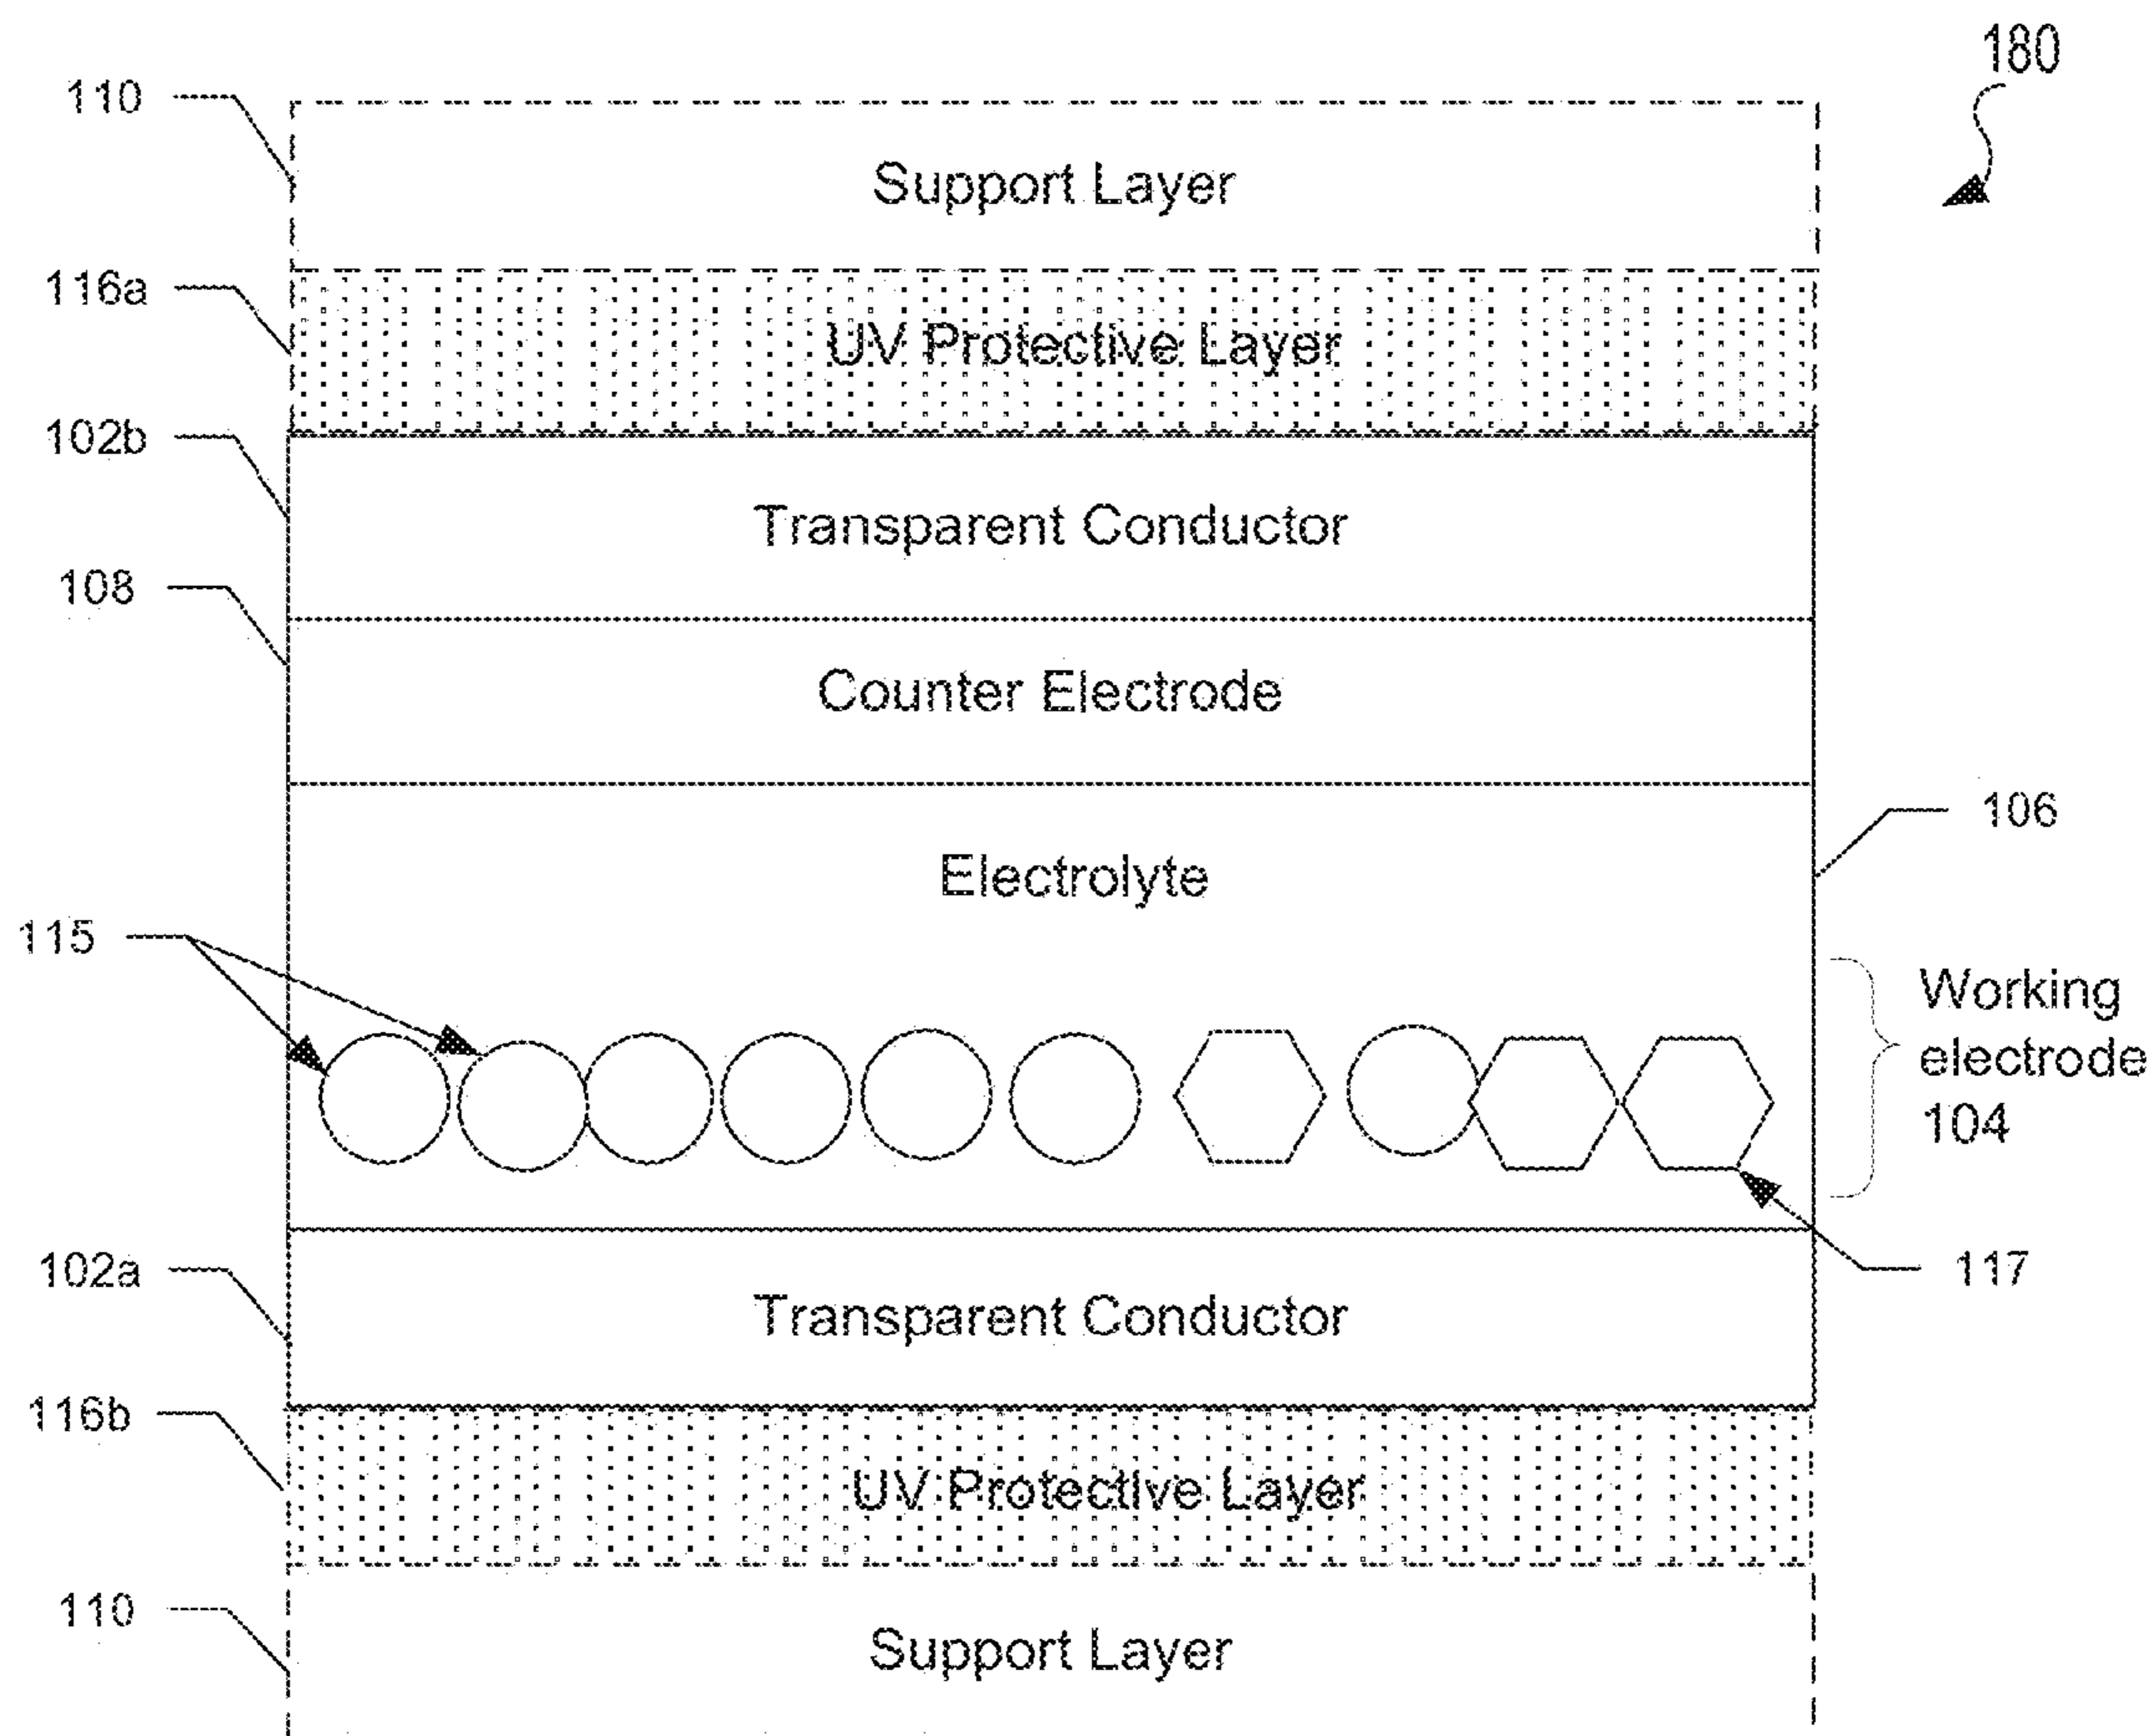 180
110
Support Layer
116a
UV Protective Layer
102b
Transparent Conductor
108
Counter Electrode
106
Electrolyte
115
Working
electrode
104
102a
117
Transparent Conductor
116b
UV Protective Layer
110
Support Layer